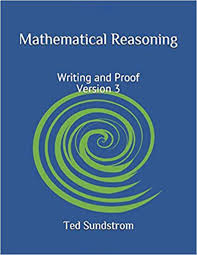 Mathematical Reasoning
Writing and Proof
Version 3
Ted Sundstrom